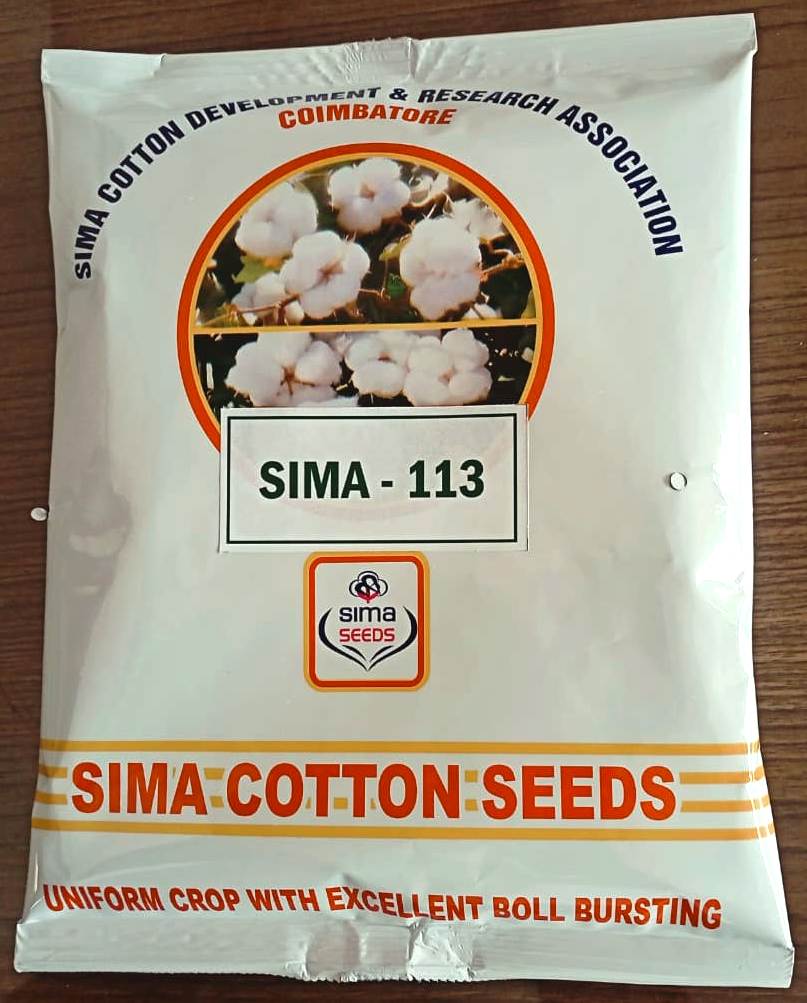 SIMA COTTON DEVELOPMENT & RESEARCH ASSOCIATION
COIMBATORE
SIMA - 113
sima
SEEDS
SIMA COTTON SEEDS
UNIFORM CROP WITH EXCELLENT BOLL BURSTING